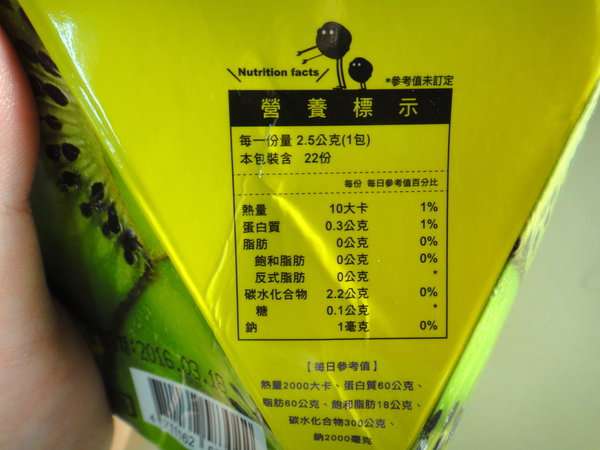 \Nutrition facts/
*參考值未訂定
營養標示
每一份量 2.5公克(1包)
本包裝含 22份
每份 每日參考值百分比
熱量 10大卡 1%
蛋白質 0.3公克 1%
脂肪 0公克 0%
飽和脂肪 0公克 0%
反式脂肪 0公克 *
碳水化合物 2.2公克 0%
糖 0.1公克 *
鈉 1毫克 0%
【每日參考值】
熱量2000大卡、蛋白質60公克、
脂肪60公克、飽和脂肪18公克、
碳水化合物300公克、
鈉2000毫克
2016.03.18